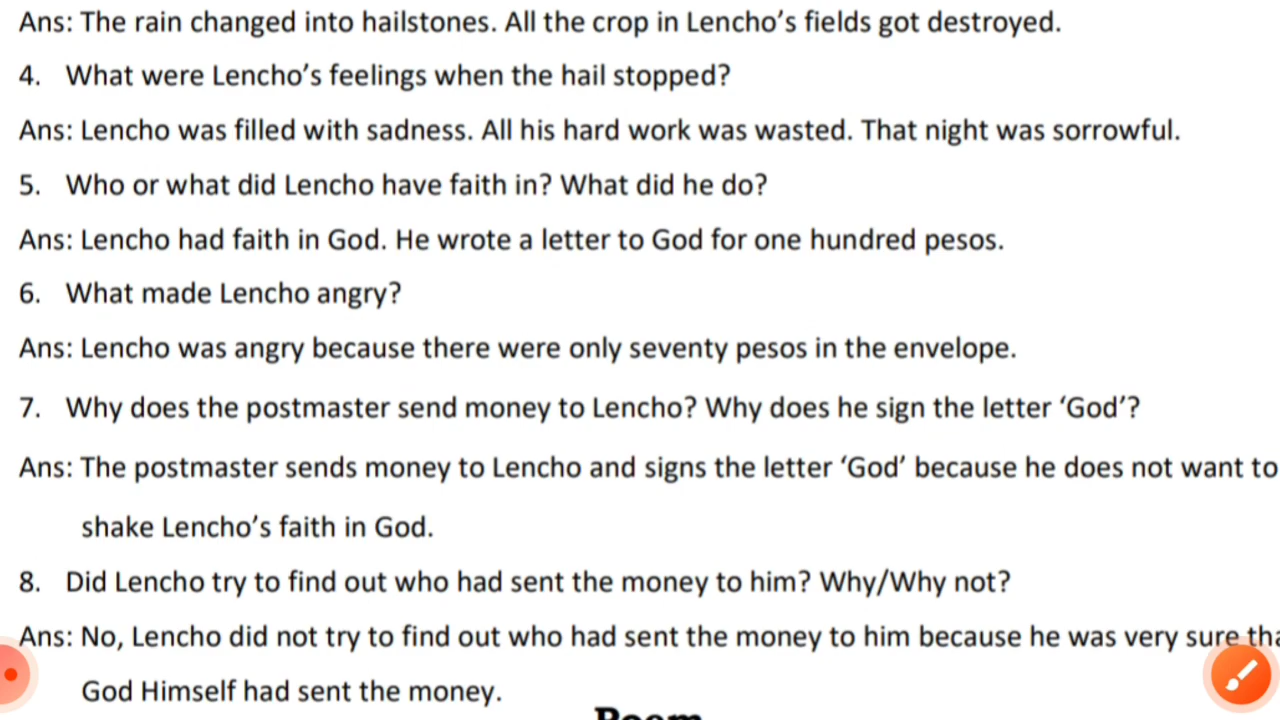 Ans: The rain changed into hailstones. All the crop in Lencho’s fields got destroyed.
4. What were Lencho’s feelings when the hail stopped?
Ans: Lencho was filled with sadness. All his hard work was wasted. That night was sorrowful.
5. Who or what did Lencho have faith in? What did he do?
Ans: Lencho had faith in God. He wrote a letter to God for one hundred pesos.
6. What made Lencho angry?
Ans: Lencho was angry because there were only seventy pesos in the envelope.
7. Why does the postmaster send money to Lencho? Why does he sign the letter ‘God’?
Ans: The postmaster sends money to Lencho and signs the letter ‘God’ because he does not want to
shake Lencho’s faith in God.
8. Did Lencho try to find out who had sent the money to him? Why/Why not?
Ans: No, Lencho did not try to find out who had sent the money to him because he was very sure
God Himself had sent the money.
Poem